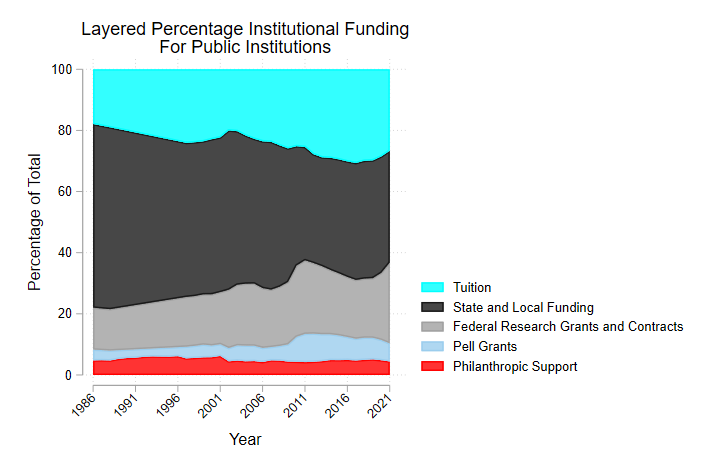 Layered Percentage Institutional Funding
For Public Institutions
Percentage of Total
100
80
60
40
20
0
1986
1991
1996
2001
2006
2011
2016
2021
Year
Tuition
State and Local Funding
Federal Research Grants and Contracts
Pell Grants
Philanthropic Support